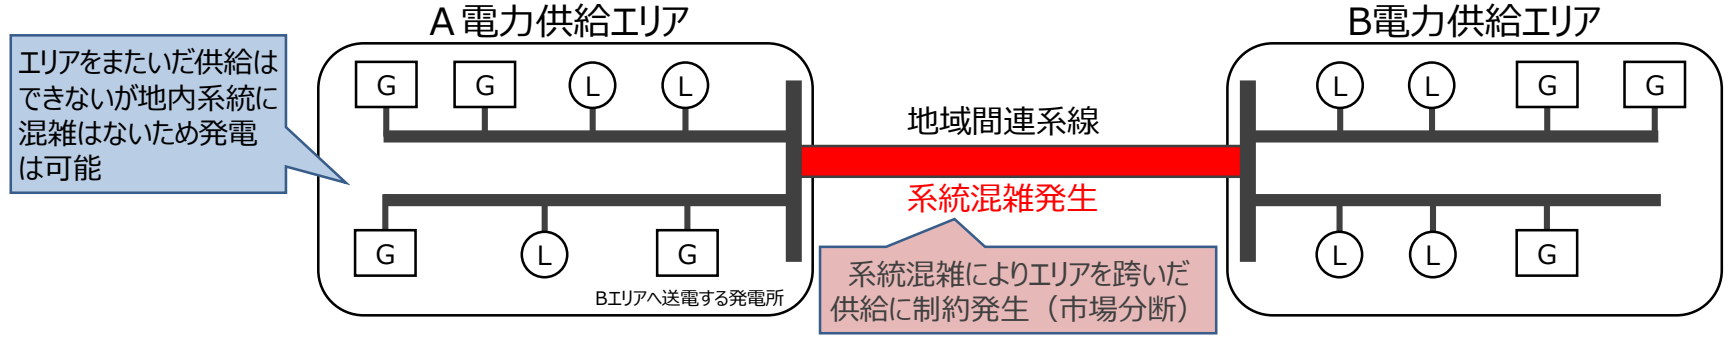 A電力供給エリア
B電力供給エリア
エリアをまたいだ供給は
できないが地内系統に
混雑はないため発電
は可能
G
G
L
L
地域間連系線
L
L
G
G
系統混雑発生
G
L
G
L
L
G
Bエリアへ送電する発電所
系統混雑によりエリアを跨いだ
供給に制約発生（市場分断）